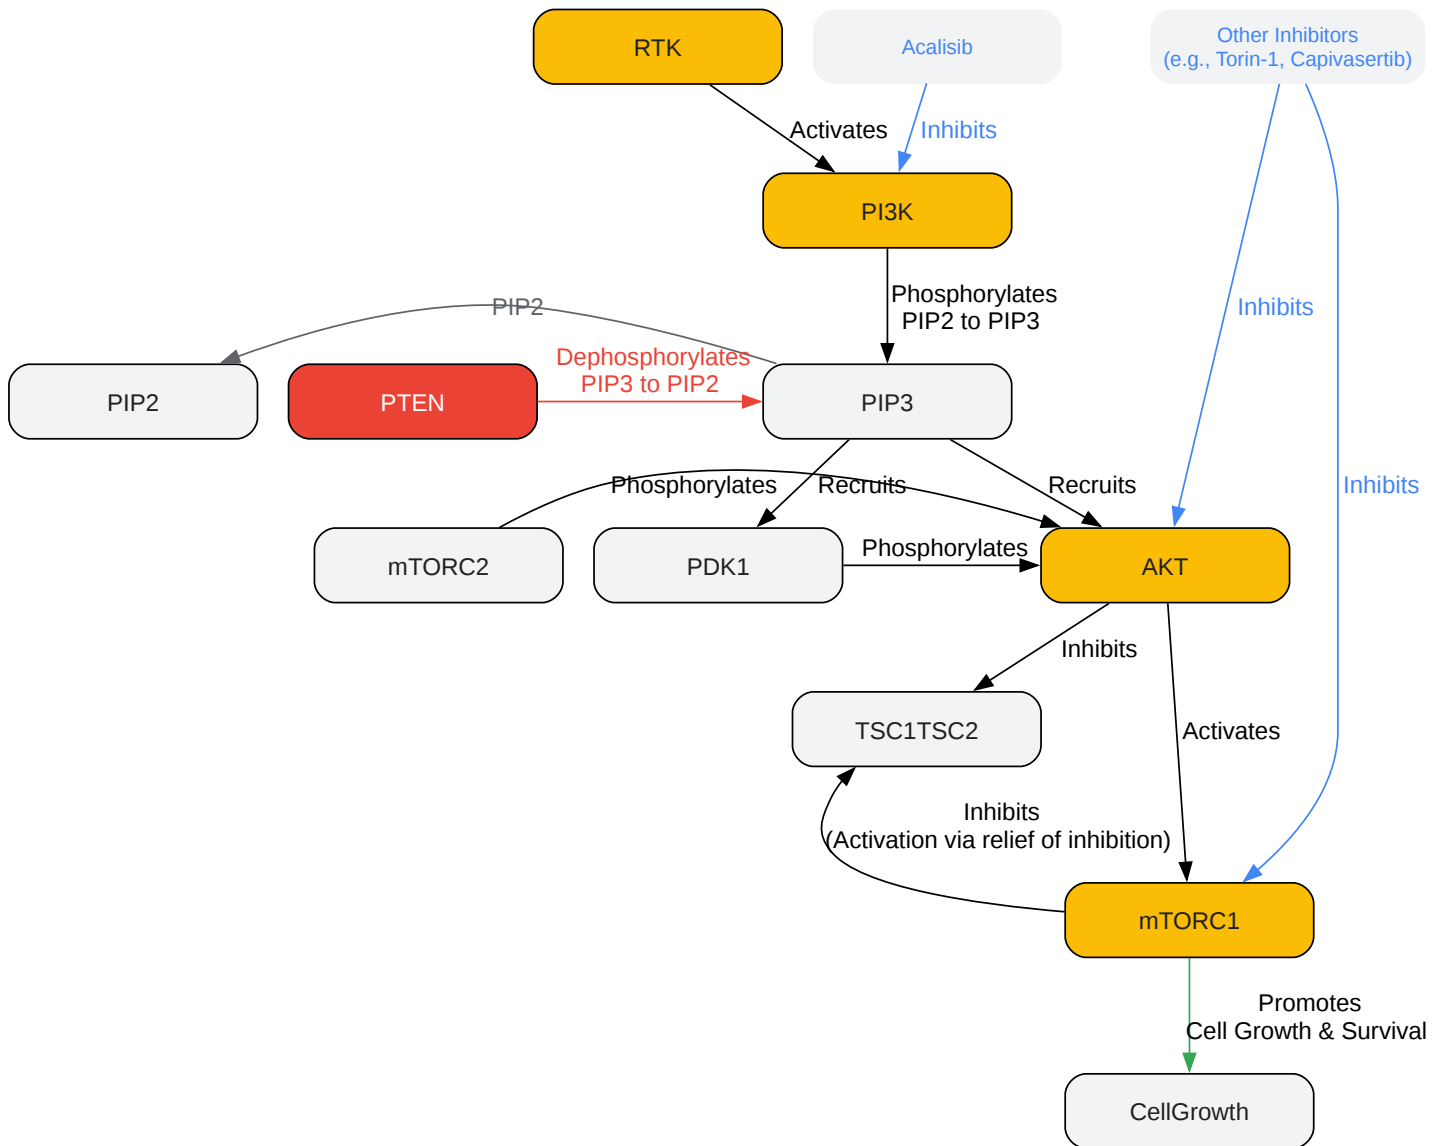 RTK
Acalisib
Other Inhibitors
(e.g., Torin-1, Capivasertib)
Activates
Inhibits
PI3K
Phosphorylates
PIP2 to PIP3
Inhibits
PIP2
Dephosphorylates
PIP3 to PIP2
PIP2
PTEN
PIP3
Phosphorylates
Recruits
Recruits
Inhibits
mTORC2
PDK1
Phosphorylates
AKT
Inhibits
TSC1TSC2
Activates
Inhibits
(Activation via relief of inhibition)
mTORC1
Promotes
Cell Growth & Survival
CellGrowth